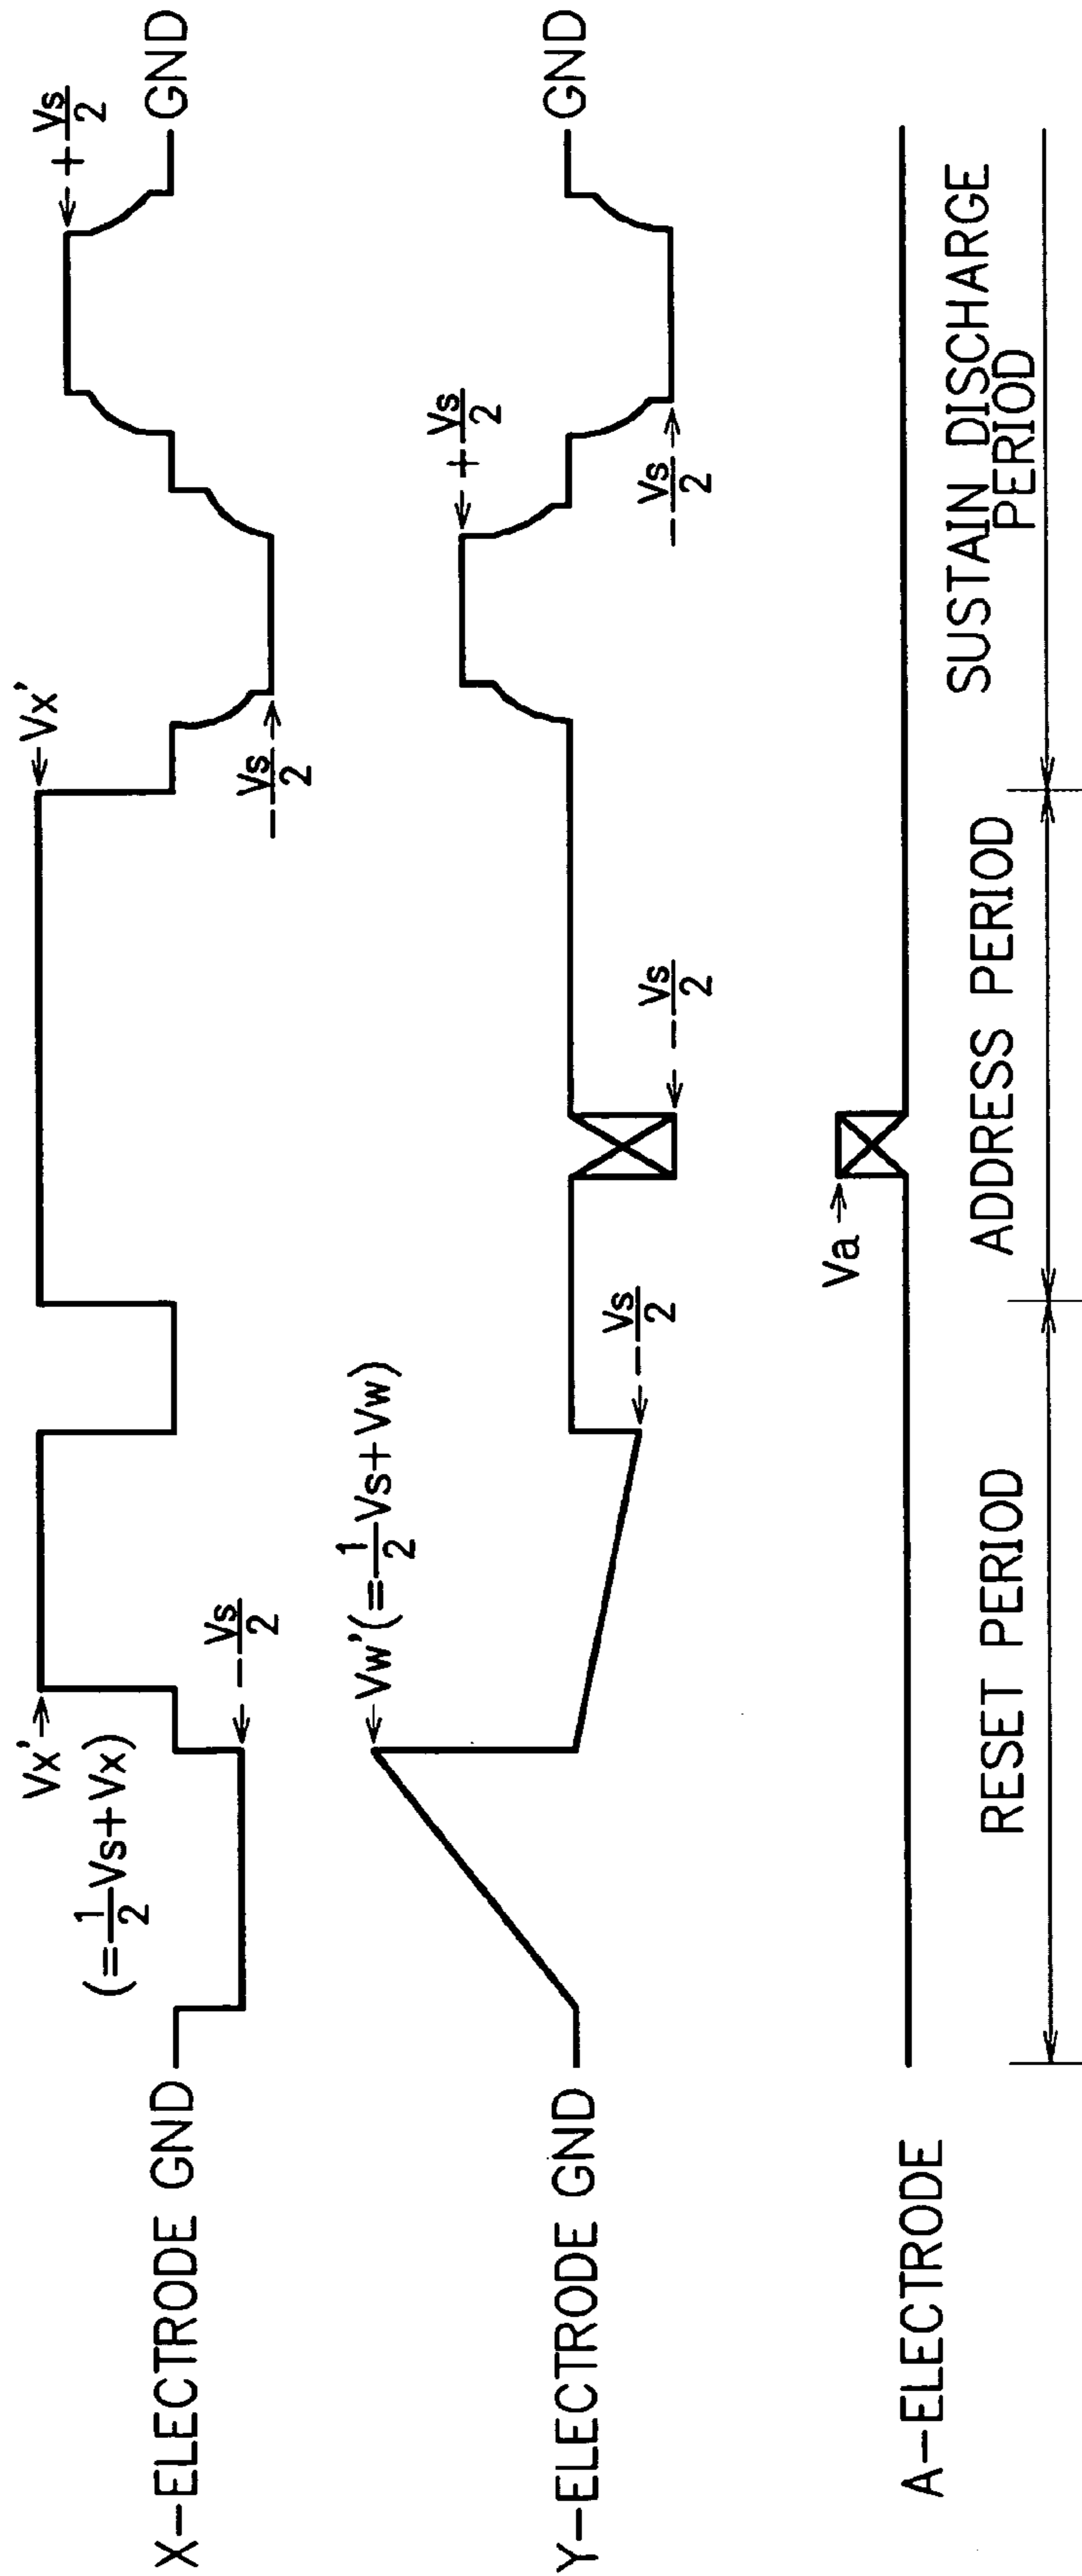 X-ELECTRODE GND
Vx'
(=1/2Vs+Vx)
-Vs/2
Vx'
-Vs/2
+Vs/2
GND
Y-ELECTRODE GND
Vw'(=1/2Vs+Vw)
-Vs/2
-Vs/2
+Vs/2
-Vs/2
GND
A-ELECTRODE
Va
RESET PERIOD
ADDRESS PERIOD
SUSTAIN DISCHARGE
PERIOD